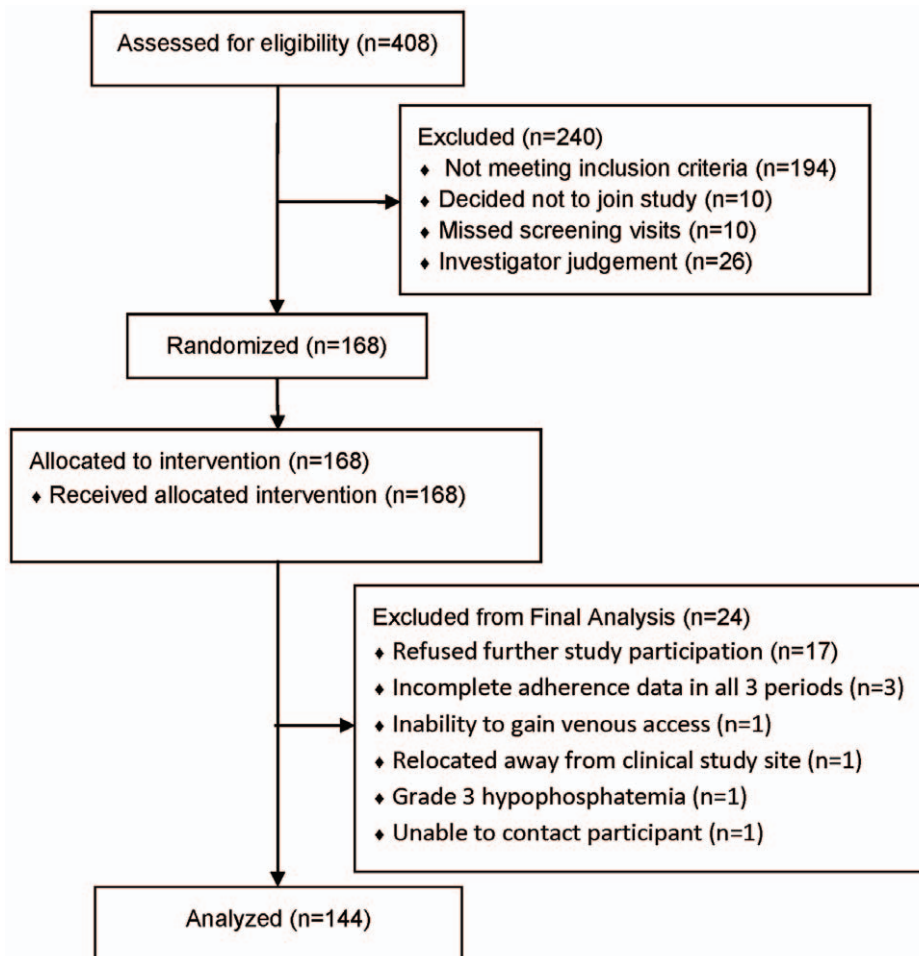 Assessed for eligibility (n=408)
Excluded (n=240)
♦ Not meeting inclusion criteria (n=194)
♦ Decided not to join study (n=10)
♦ Missed screening visits (n=10)
♦ Investigator judgement (n=26)
Randomized (n=168)
Allocated to intervention (n=168)
♦ Received allocated intervention (n=168)
Excluded from Final Analysis (n=24)
♦ Refused further study participation (n=17)
♦ Incomplete adherence data in all 3 periods (n=3)
♦ Inability to gain venous access (n=1)
♦ Relocated away from clinical study site (n=1)
♦ Grade 3 hypophosphatemia (n=1)
♦ Unable to contact participant (n=1)
Analyzed (n=144)